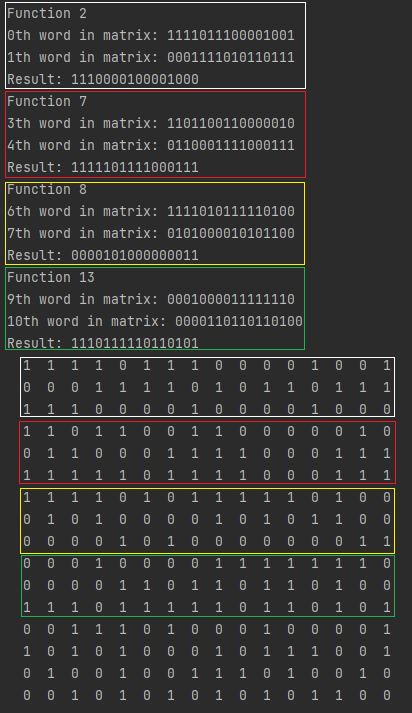 Function 2
0th word in matrix: 1111011100001001
1th word in matrix: 0001111010110111
Result: 1110000100001000
Function 7
3th word in matrix: 1101100110000010
4th word in matrix: 0110001111000111
Result: 1111101111000111
Function 8
6th word in matrix: 1111010111110100
7th word in matrix: 0101000010101100
Result: 0000101000000011
Function 13
9th word in matrix: 0001000011111110
10th word in matrix: 0000110110110100
Result: 1110111110110101
1 1 1 1 0 1 1 1 0 0 0 0 1 0 0 1
0 0 0 1 1 1 1 0 1 0 1 1 0 1 1 1
1 1 1 0 0 0 0 1 0 0 0 0 1 0 0 0
1 1 0 1 1 0 0 1 1 0 0 0 0 0 1 0
0 1 1 0 0 0 1 1 1 1 0 0 0 1 1 1
1 1 1 1 1 0 1 1 1 1 0 0 0 1 1 1
1 1 1 1 0 1 0 1 1 1 1 1 0 1 0 0
0 1 0 1 0 0 0 0 1 0 1 0 1 1 0 0
0 0 0 0 1 0 1 0 0 0 0 0 0 0 1 1
0 0 0 1 0 0 0 0 1 1 1 1 1 1 1 0
0 0 0 0 1 1 0 1 1 0 1 1 0 1 0 0
1 1 1 0 1 1 1 1 1 0 1 1 0 1 0 1
0 0 1 1 1 0 1 0 0 0 1 0 0 0 0 1
1 0 1 0 1 0 0 0 0 1 1 1 1 0 0 1
0 1 0 0 1 0 1 1 1 0 0 1 0 0 1 0
0 0 1 0 1 0 1 0 1 0 1 0 1 1 0 0